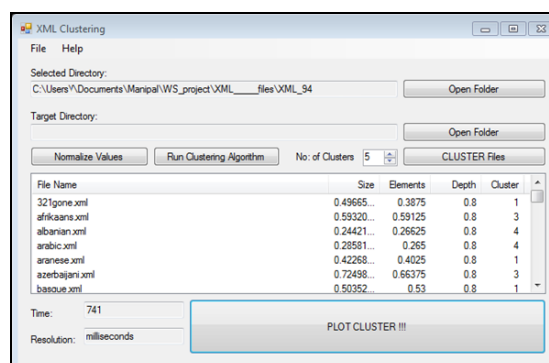 XML Clustering
File Help
Selected Directory:
C:\Users\Y\Documents\Manipal\WS_project\XML_____files\XML_94
Open Folder
Target Directory:
Open Folder
Normalize Values Run Clustering Algorithm No: of Clusters 5 CLUSTER Files
File Name Size Elements Depth Cluster
321gone.xml 0.49665... 0.3875 0.8 1
afrikaans.xml 0.59320... 0.59125 0.8 3
albanian.xml 0.24421... 0.26625 0.8 4
arabic.xml 0.28581... 0.265 0.8 4
aranese.xml 0.42268... 0.4025 0.8 1
azerbaijani.xml 0.72498... 0.66375 0.8 3
basque.xml 0.50352... 0.53 0.8 1
Time: 741
PLOT CLUSTER !!!
Resolution: milliseconds